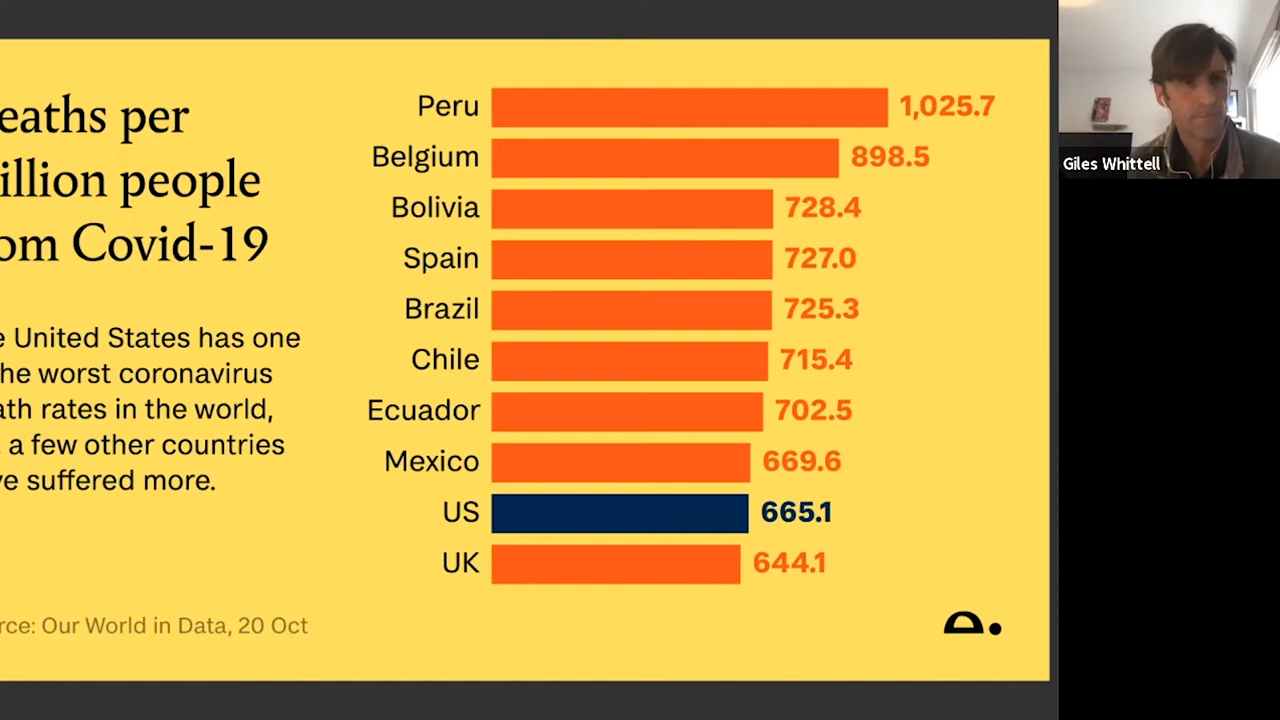 eaths per
illion people
om Covid-19
e United States has one
he worst coronavirus
ath rates in the world,
a few other countries
ve suffered more.
rce: Our World in Data, 20 Oct
Peru 1,025.7
Belgium 898.5
Bolivia 728.4
Spain 727.0
Brazil 725.3
Chile 715.4
Ecuador 702.5
Mexico 669.6
US 665.1
UK 644.1
Giles Whittell